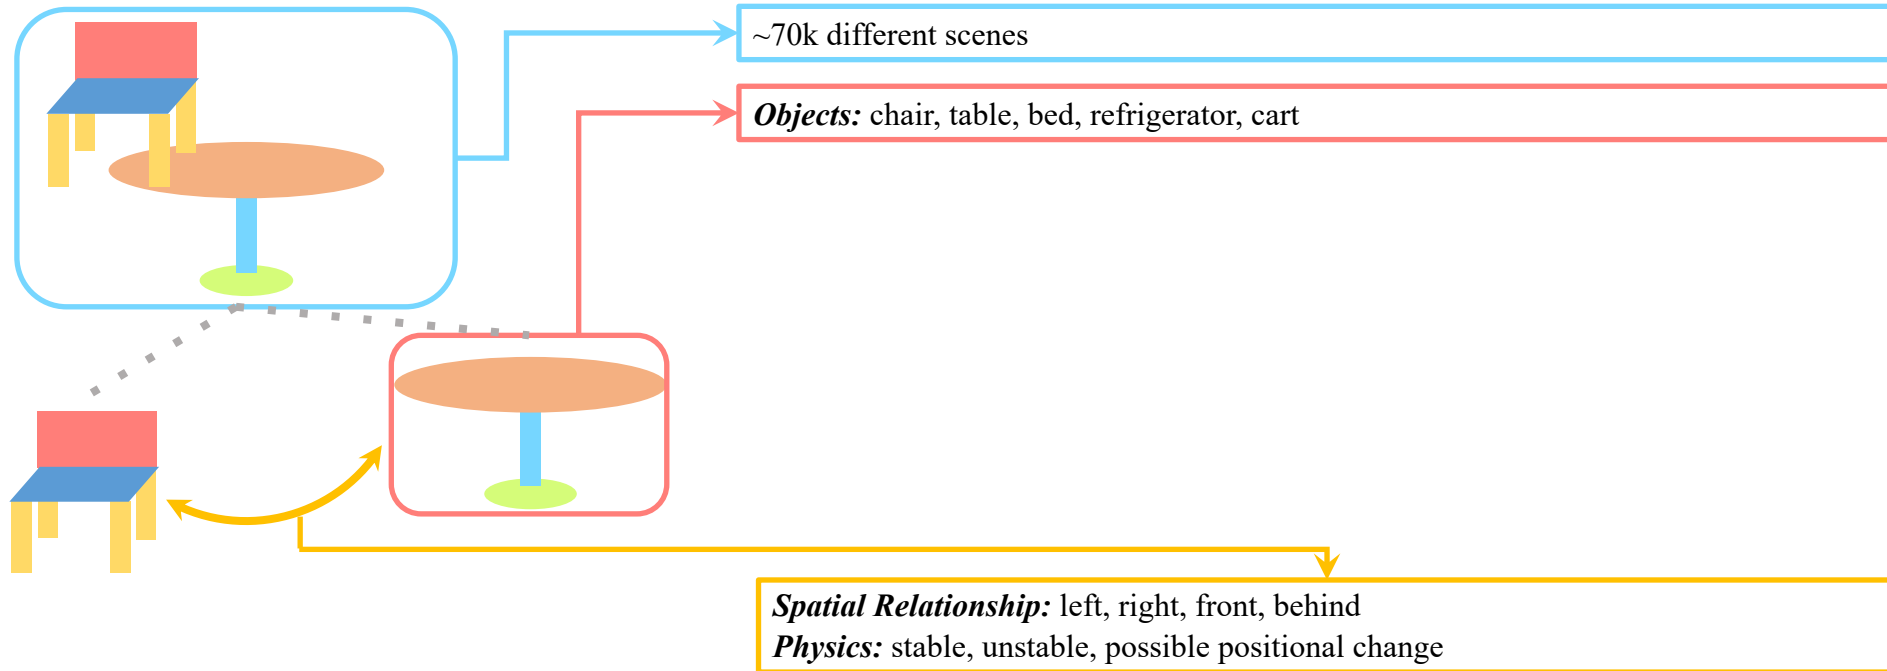 ~70k different scenes
Objects: chair, table, bed, refrigerator, cart
Spatial Relationship: left, right, front, behind
Physics: stable, unstable, possible positional change